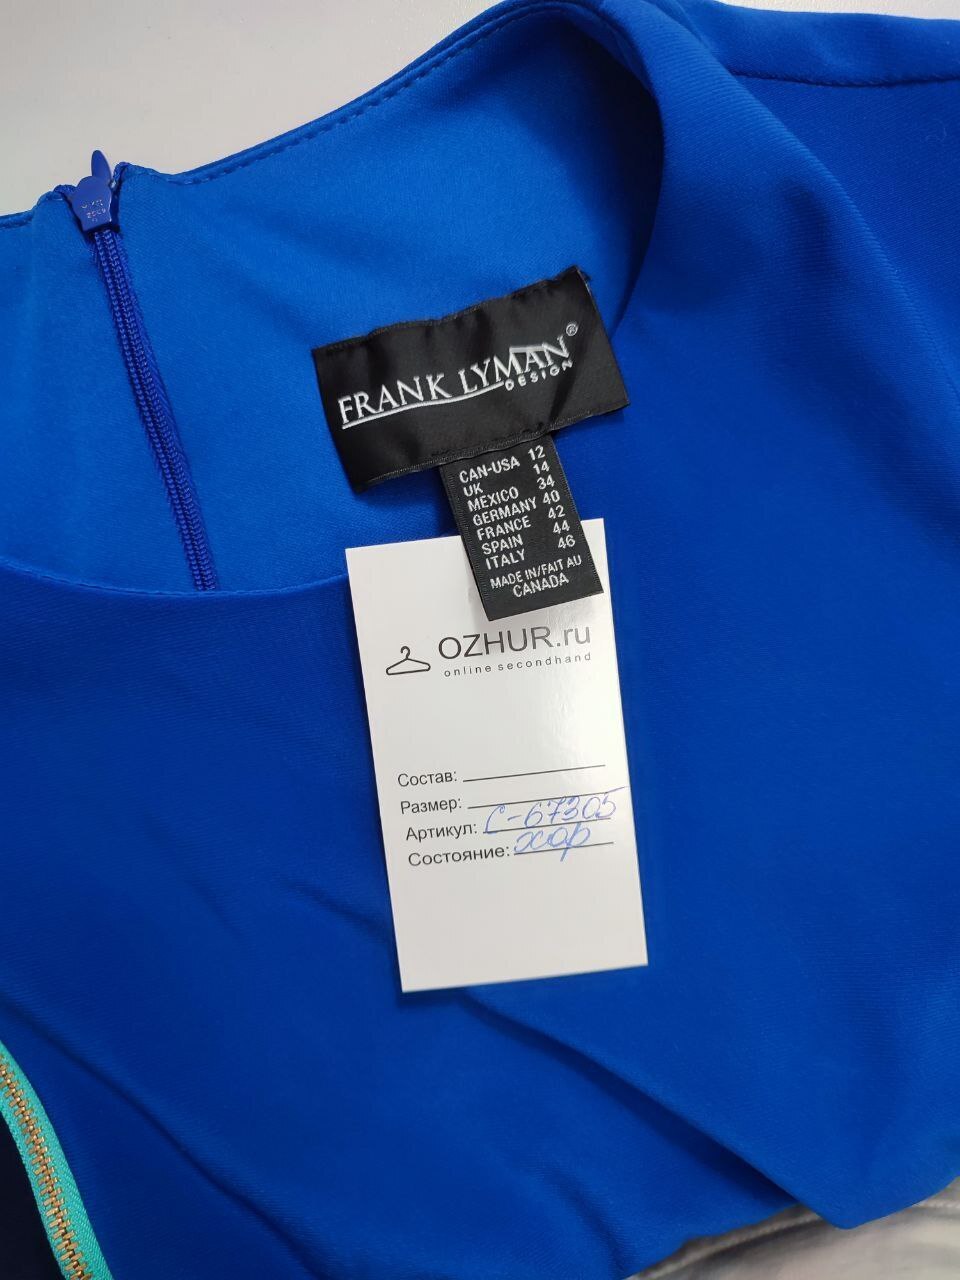 FRANK LYMAN®
DESIGN
CAN-USA 12
UK 14
MEXICO 34
GERMANY 40
FRANCE 42
SPAIN 44
ITALY 46
MADE IN/FAIT AU
CANADA
OZHUR.ru
online secondhand
Состав:
Размер:
Артикул: С-67305
Состояние: хор